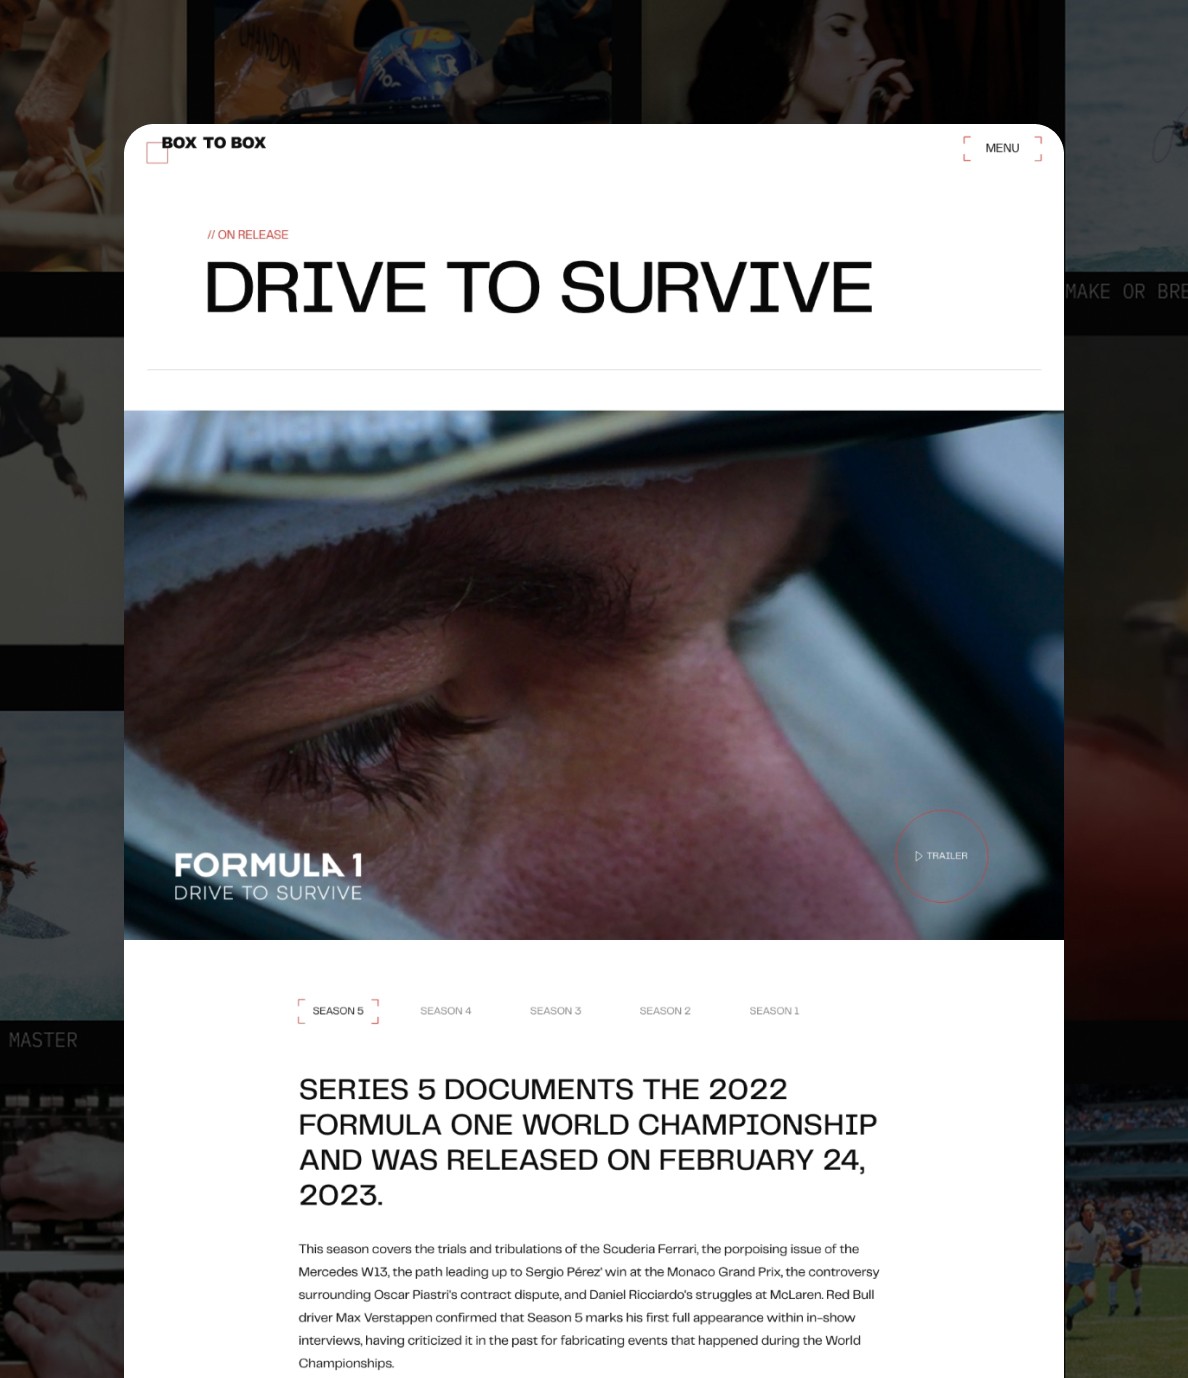 CHANDON
BOX TO BOX
MENU
// ON RELEASE
DRIVE TO SURVIVE
MAKE OR BRE
FORMULA 1
DRIVE TO SURVIVE
TRAILER
SEASON 5
SEASON 4
SEASON 3
SEASON 2
SEASON 1
MASTER
SERIES 5 DOCUMENTS THE 2022
FORMULA ONE WORLD CHAMPIONSHIP
AND WAS RELEASED ON FEBRUARY 24,
2023.
This season covers the trials and tribulations of the Scuderia Ferrari, the porpoising issue of the
Mercedes W13, the path leading up to Sergio Pérez' win at the Monaco Grand Prix, the controversy
surrounding Oscar Piastri's contract dispute, and Daniel Ricciardo's struggles at McLaren. Red Bull
driver Max Verstappen confirmed that Season 5 marks his first full appearance within in-show
interviews, having criticized it in the past for fabricating events that happened during the World
Championships.